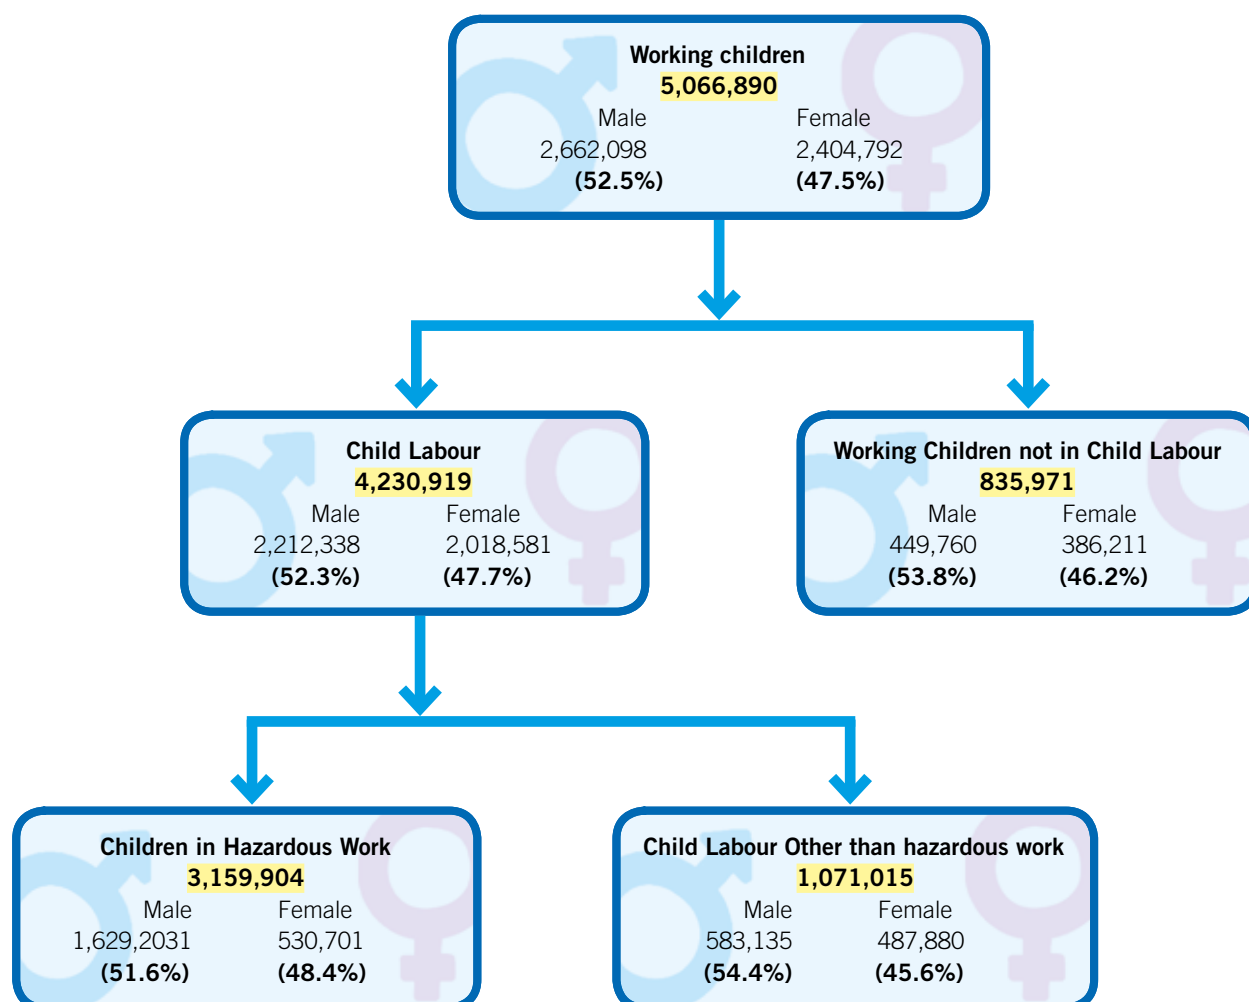 Working children
5,066,890
Male Female
2,662,098 2,404,792
(52.5%) (47.5%)
Child Labour
4,230,919
Male Female
2,212,338 2,018,581
(52.3%) (47.7%)
Working Children not in Child Labour
835,971
Male Female
449,760 386,211
(53.8%) (46.2%)
Children in Hazardous Work
3,159,904
Male Female
1,629,2031 530,701
(51.6%) (48.4%)
Child Labour Other than hazardous work
1,071,015
Male Female
583,135 487,880
(54.4%) (45.6%)